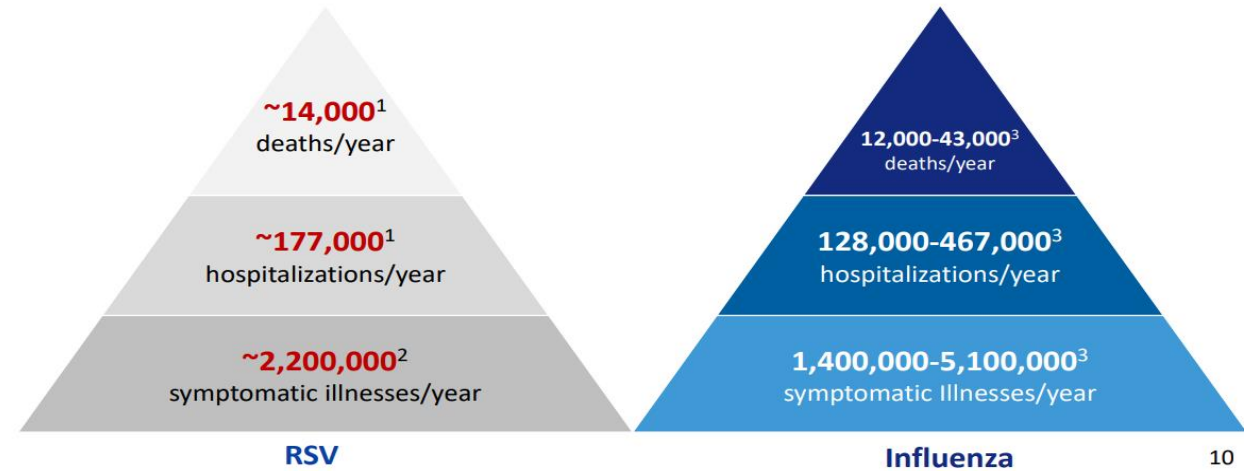 ~14,000¹
deaths/year
~177,000¹
hospitalizations/year
~2,200,000²
symptomatic illnesses/year
RSV
12,000-43,000³
deaths/year
128,000-467,000³
hospitalizations/year
1,400,000-5,100,000³
symptomatic Illnesses/year
Influenza
10